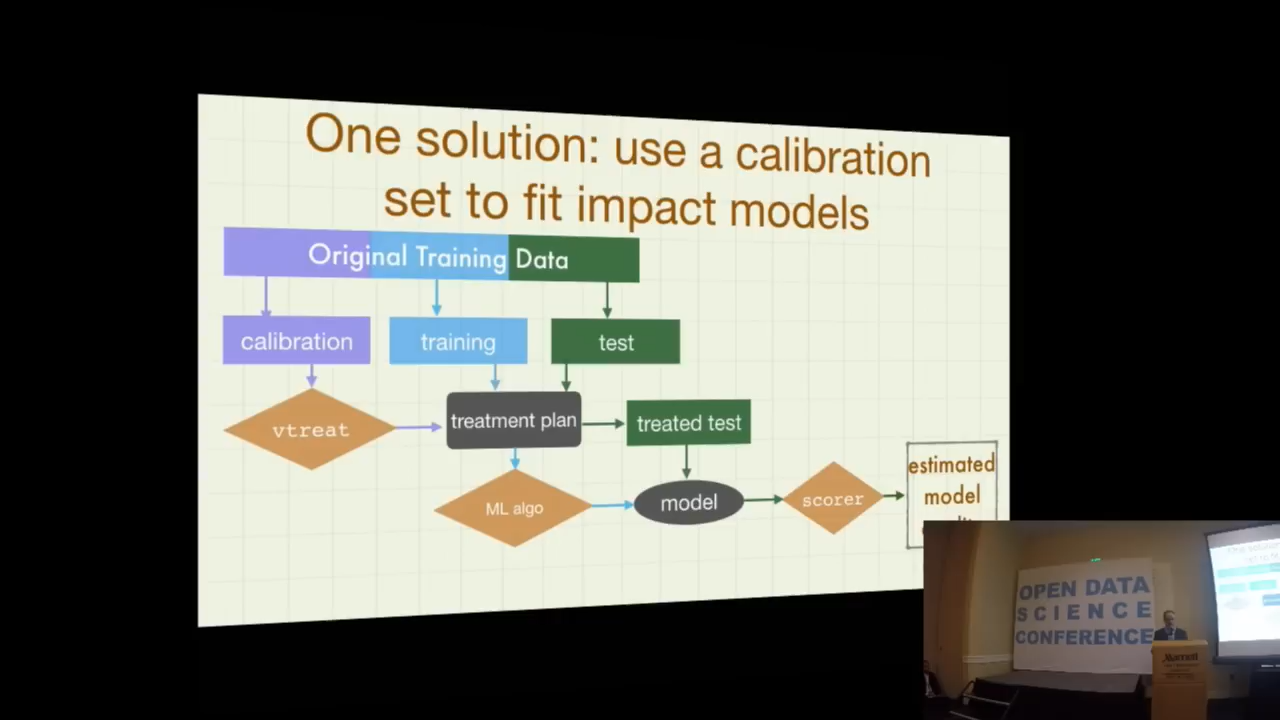 One solution: use a calibration
set to fit impact models
Original Training Data
calibration
training
test
vtreat
treatment plan
treated test
ML algo
model
scorer
estimated
model
OPEN DATA
SCIENCE
CONFERENCE
Marriott